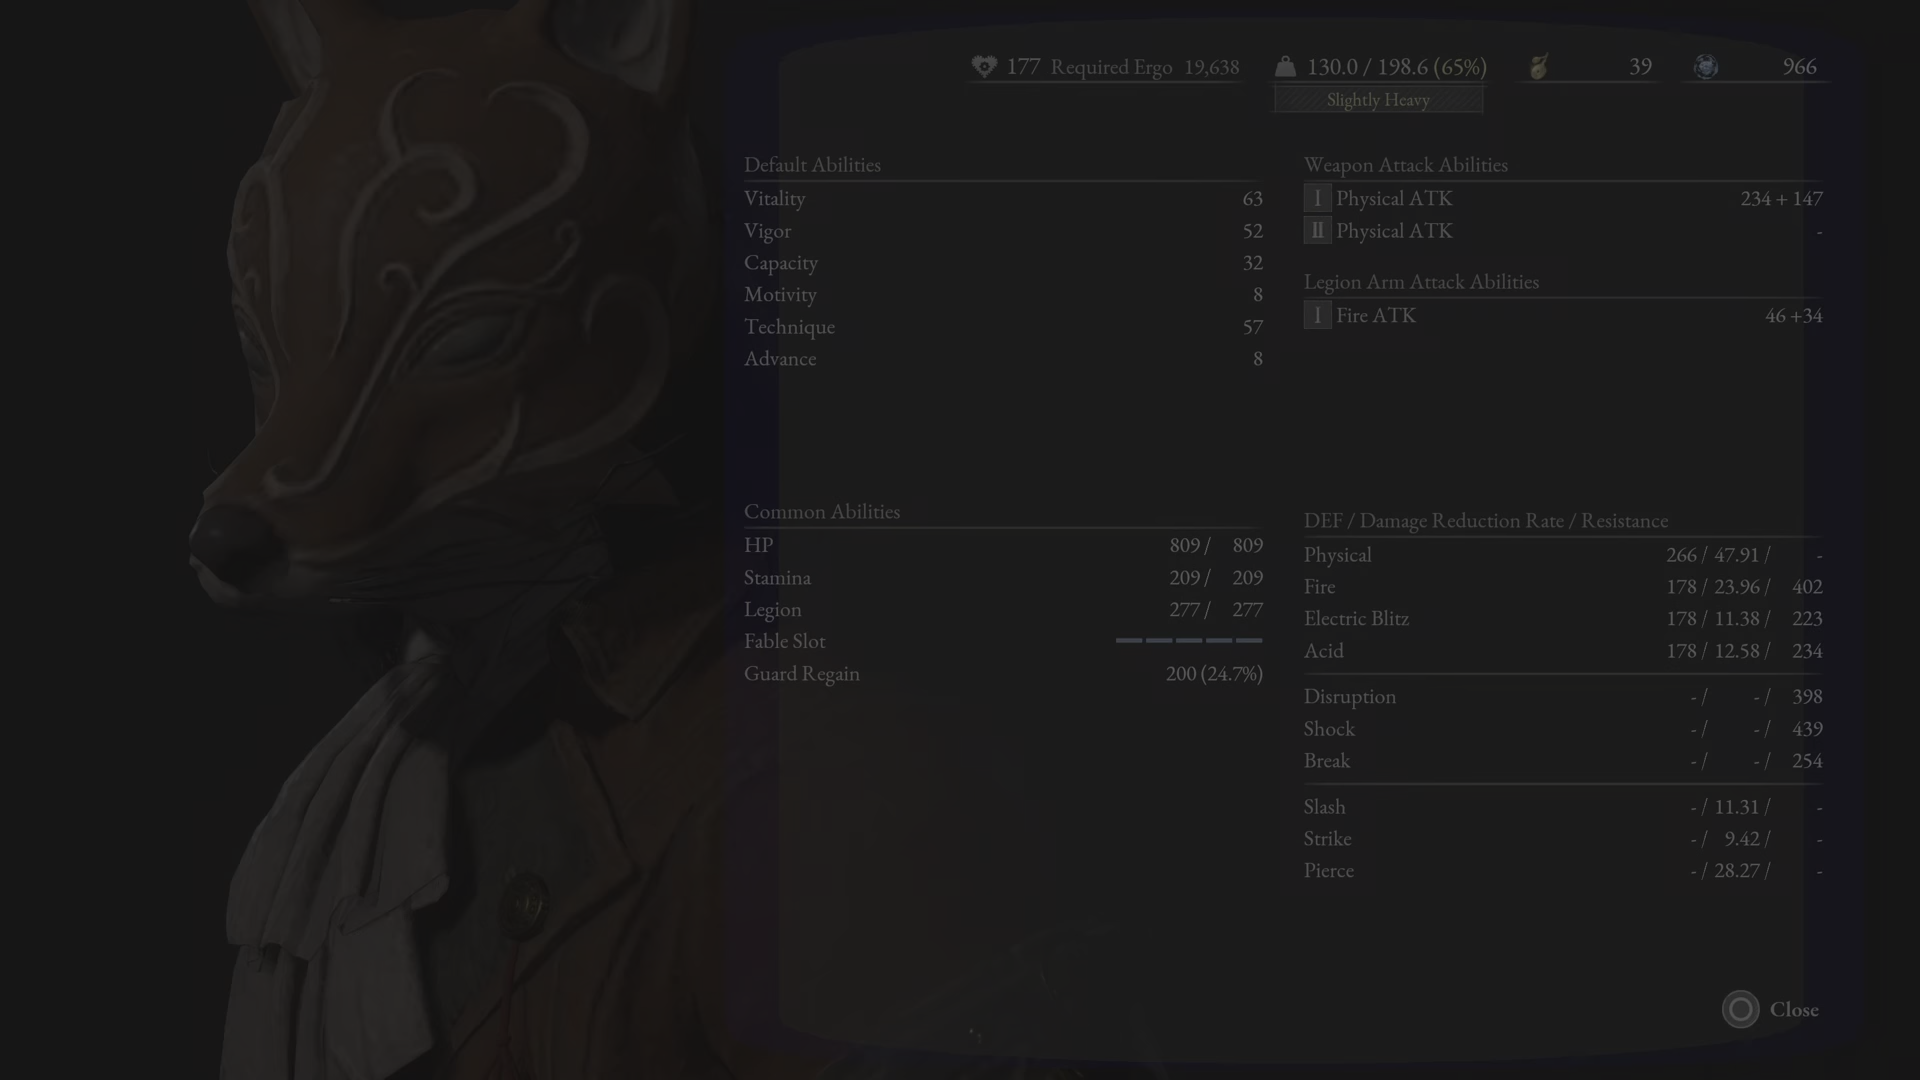 177 Required Ergo 19,638 130.0 / 198.6 (65%) 39 966
Slightly Heavy
Default Abilities
Vitality 63
Vigor 52
Capacity 32
Motivity 8
Technique 57
Advance 8
Common Abilities
HP 809 / 809
Stamina 209 / 209
Legion 277 / 277
Fable Slot
Guard Regain 200 (24.7%)
Weapon Attack Abilities
I Physical ATK 234 + 147
II Physical ATK -
Legion Arm Attack Abilities
I Fire ATK 46 +34
DEF / Damage Reduction Rate / Resistance
Physical 266 / 47.91 / -
Fire 178 / 23.96 / 402
Electric Blitz 178 / 11.38 / 223
Acid 178 / 12.58 / 234
Disruption - / - / 398
Shock - / - / 439
Break - / - / 254
Slash - / 11.31 / -
Strike - / 9.42 / -
Pierce - / 28.27 / -
Close